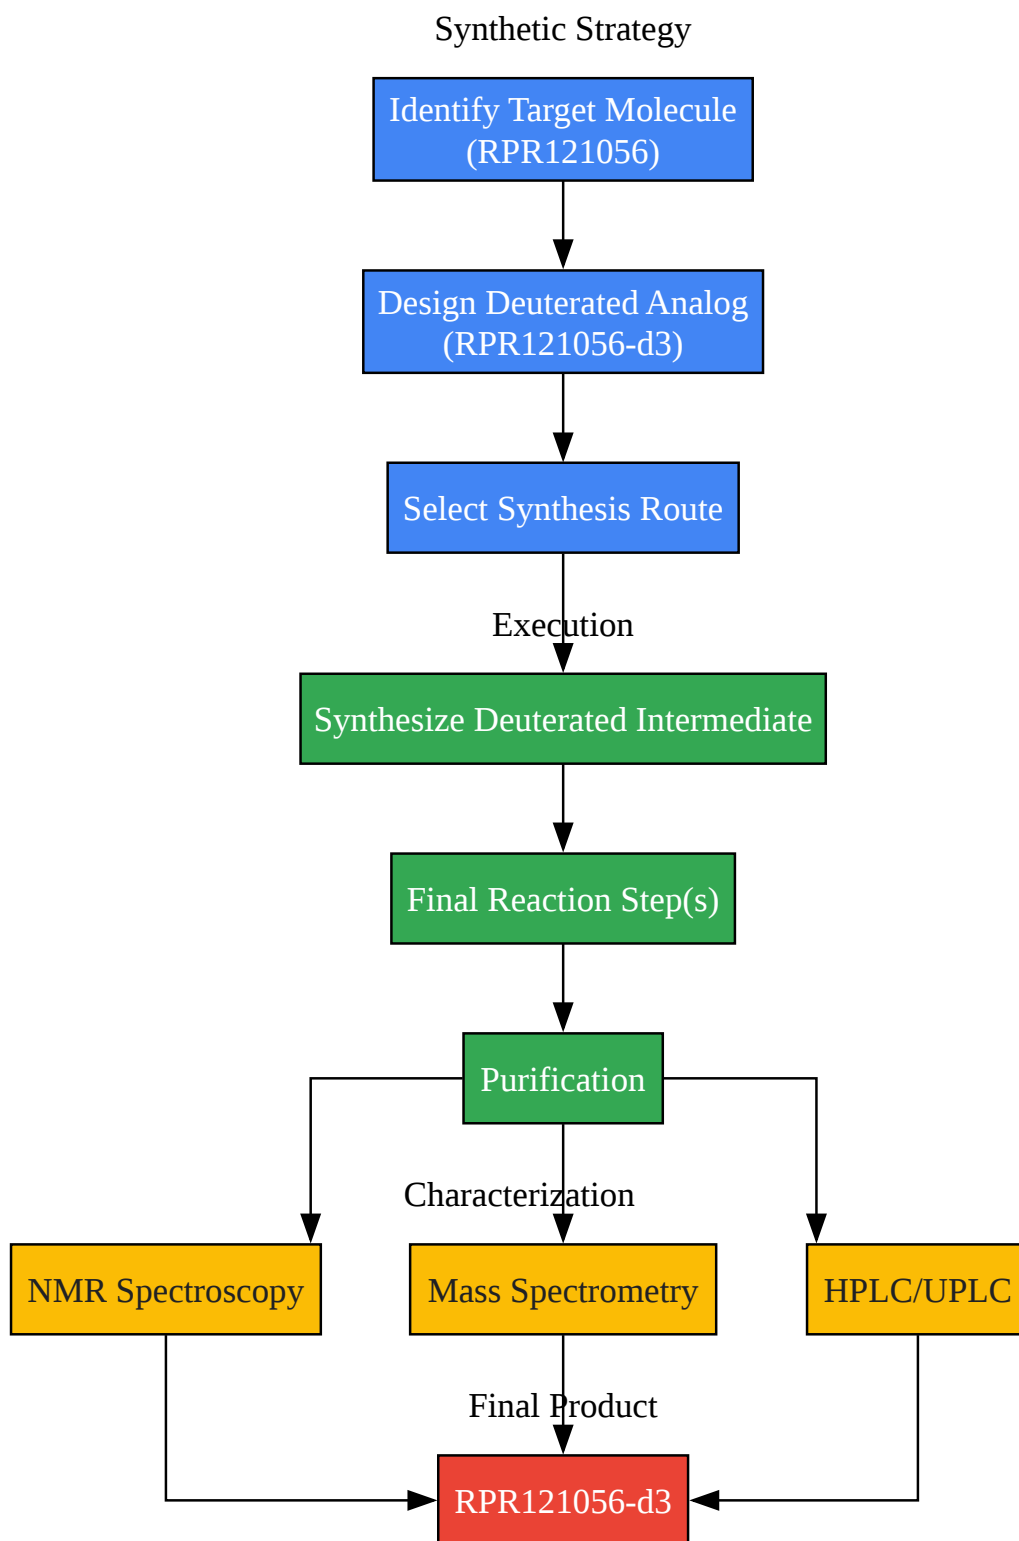 Synthetic Strategy
Identify Target Molecule
(RPR121056)
Design Deuterated Analog
(RPR121056-d3)
Select Synthesis Route
Execution
Synthesize Deuterated Intermediate
Final Reaction Step(s)
Purification
Characterization
NMR Spectroscopy
Mass Spectrometry
HPLC/UPLC
Final Product
RPR121056-d3